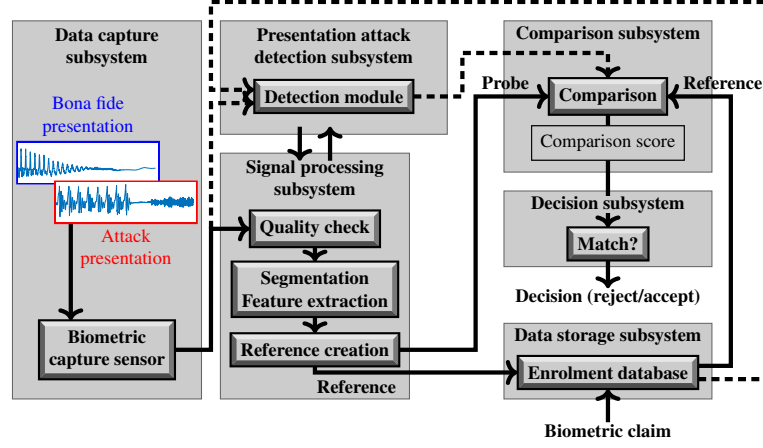 Data capture
subsystem
Bona fide
presentation
Attack
presentation
Biometric
capture sensor
Presentation attack
detection subsystem
Detection module
Signal processing
subsystem
Quality check
Segmentation
Feature extraction
Reference creation
Reference
Comparison subsystem
Probe
Reference
Comparison
Comparison score
Decision subsystem
Match?
Decision (reject/accept)
Data storage subsystem
Enrolment database
Biometric claim